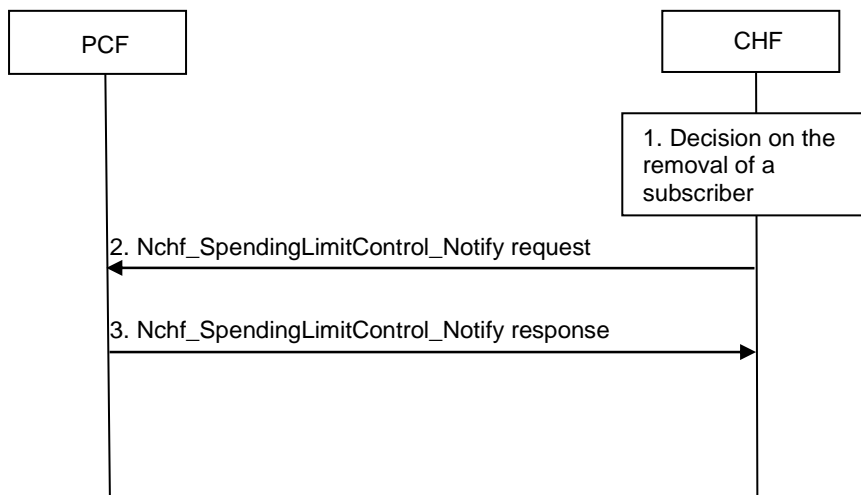 PCF
CHF
1. Decision on the
removal of a
subscriber
2. Nchf_SpendingLimitControl_Notify request
3. Nchf_SpendingLimitControl_Notify response